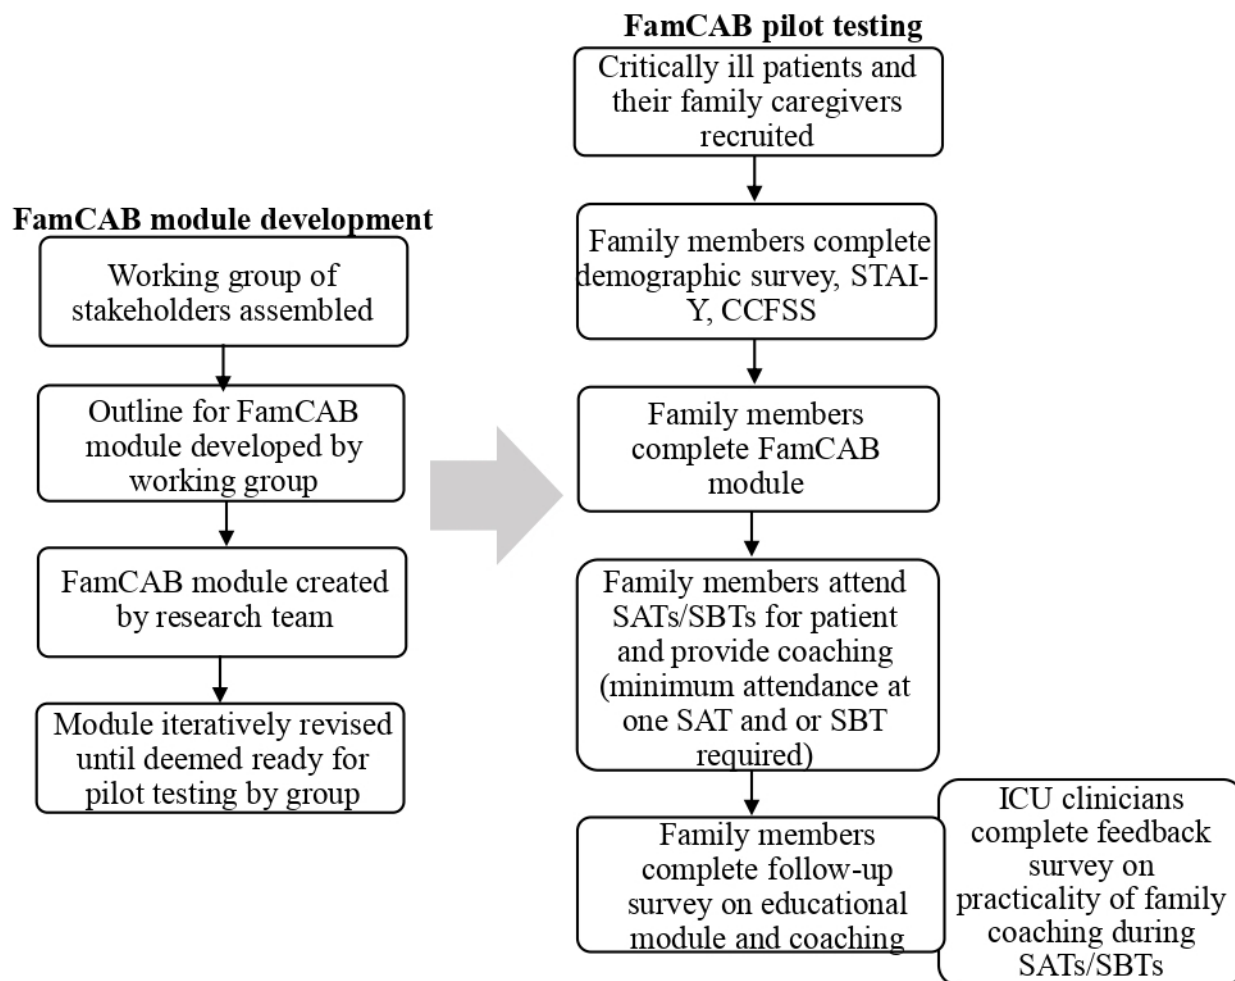 FamCAB module development
Working group of
stakeholders assembled
Outline for FamCAB
module developed by
working group
FamCAB module created
by research team
Module iteratively revised
until deemed ready for
pilot testing by group
FamCAB pilot testing
Critically ill patients and
their family caregivers
recruited
Family members complete
demographic survey, STAI-
Y, CCFSS
Family members
complete FamCAB
module
Family members attend
SATs/SBTs for patient
and provide coaching
(minimum attendance at
one SAT and or SBT
required)
Family members
complete follow-up
survey on educational
module and coaching
ICU clinicians
complete feedback
survey on
practicality of family
coaching during
SATs/SBTs